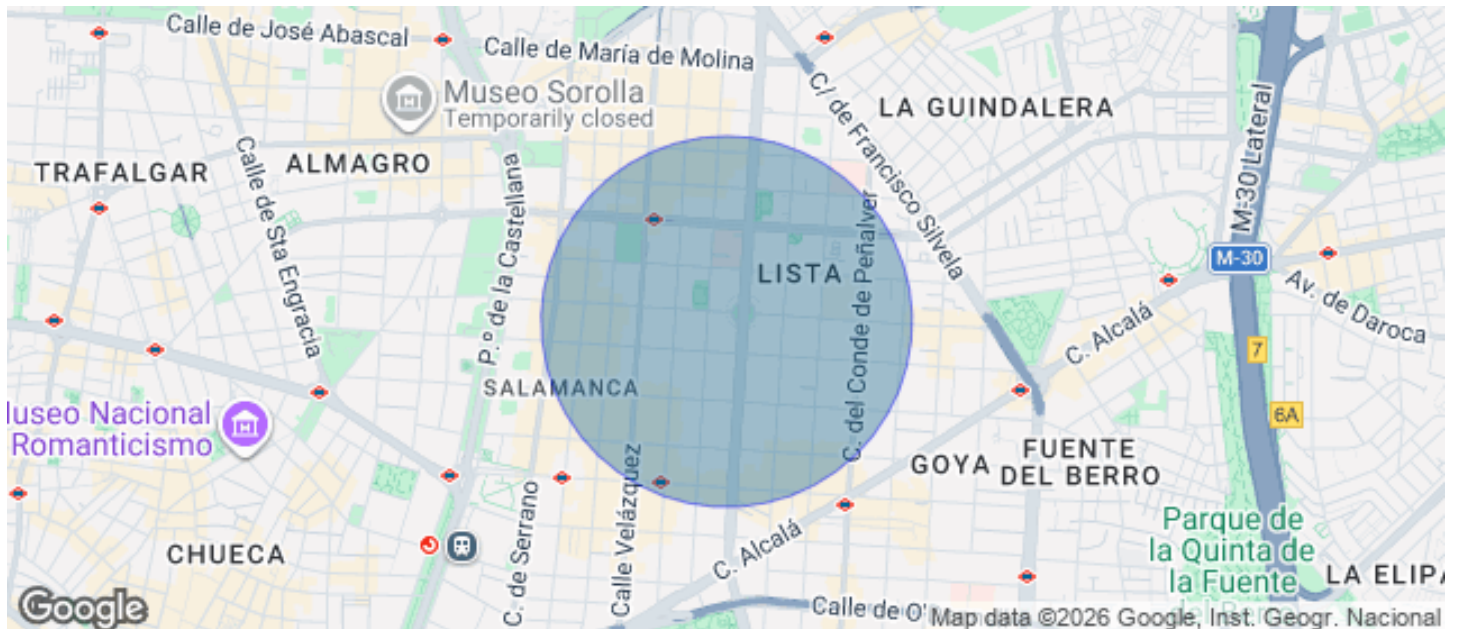 Calle de José Abascal
Calle de María de Molina
Museo Sorolla
Temporarily closed
C/ de Francisco Silvela
LA GUINDALERA
M-30 Lateral
TRAFALGAR
ALMAGRO
Calle de Sta Engracia
P.º de la Castellana
LISTA
C. del Conde de Peñalver
M-30
Av. de Daroca
C. Alcalá
7
SALAMANCA
6A
Museo Nacional
Romanticismo
Calle Velázquez
GOYA
FUENTE
DEL BERRO
C. de Serrano
Parque de
la Quinta de
la Fuente
CHUECA
C. Alcalá
LA ELIPA
Calle de O'
Google
Map data ©2026 Google, Inst. Geogr. Nacional